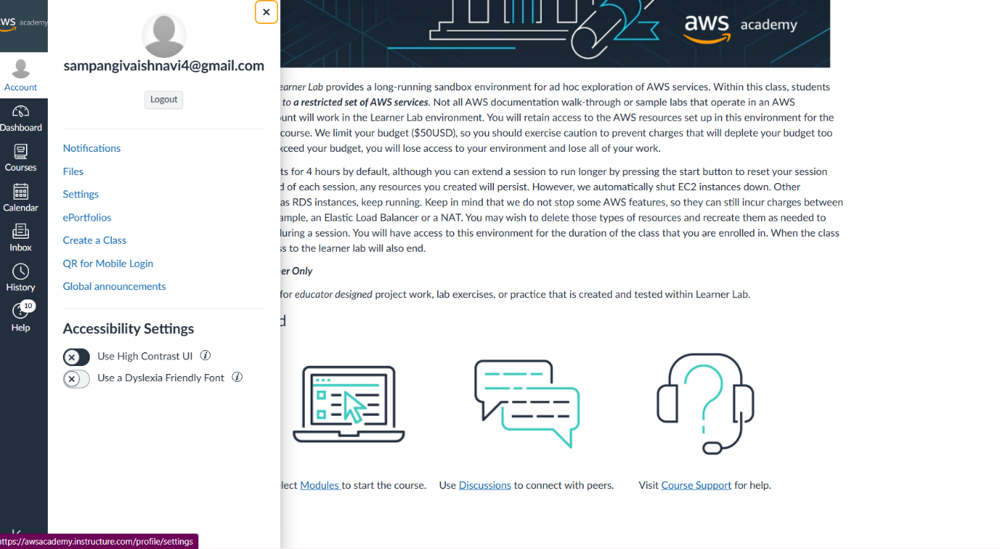 WS academy
Account
Dashboard
Courses
Calendar
Inbox
History
10
Help
sampangivaishnavi4@gmail.com
Logout
Notifications
Files
Settings
ePortfolios
Create a Class
QR for Mobile Login
Global announcements
Accessibility Settings
Use High Contrast UI
Use a Dyslexia Friendly Font
https://awsacademy.instructure.com/profile/settings
aws academy
earner Lab provides a long-running sandbox environment for ad hoc exploration of AWS services. Within this class, students
to a restricted set of AWS services. Not all AWS documentation walk-through or sample labs that operate in an AWS
unt will work in the Learner Lab environment. You will retain access to the AWS resources set up in this environment for the
course. We limit your budget ($50USD), so you should exercise caution to prevent charges that will deplete your budget too
xceed your budget, you will lose access to your environment and lose all of your work.
ts for 4 hours by default, although you can extend a session to run longer by pressing the start button to reset your session
d of each session, any resources you created will persist. However, we automatically shut EC2 instances down. Other
as RDS instances, keep running. Keep in mind that we do not stop some AWS features, so they can still incur charges between
ample, an Elastic Load Balancer or a NAT. You may wish to delete those types of resources and recreate them as needed to
during a session. You will have access to this environment for the duration of the class that you are enrolled in. When the class
ss to the learner lab will also end.
er Only
for educator designed project work, lab exercises, or practice that is created and tested within Learner Lab.
d
lect Modules to start the course.
Use Discussions to connect with peers.
Visit Course Support for help.